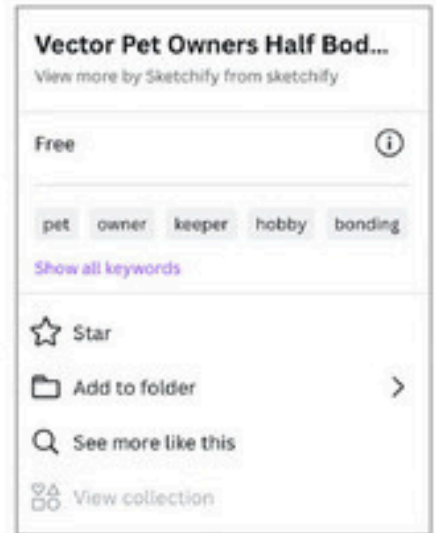 Vector Pet Owners Half Bod...
View more by Sketchify from sketchify
Free
pet owner keeper hobby bonding
Show all keywords
Star
Add to folder
See more like this
View collection